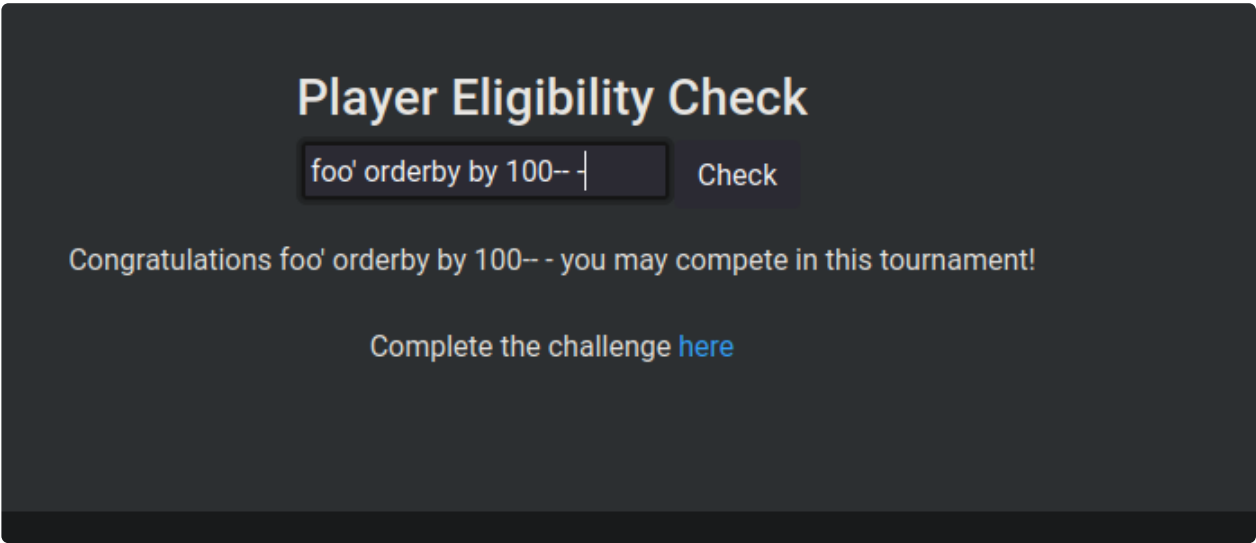 Player Eligibility Check
foo' orderby by 100-- -
Check
Congratulations foo' orderby by 100-- - you may compete in this tournament!
Complete the challenge here